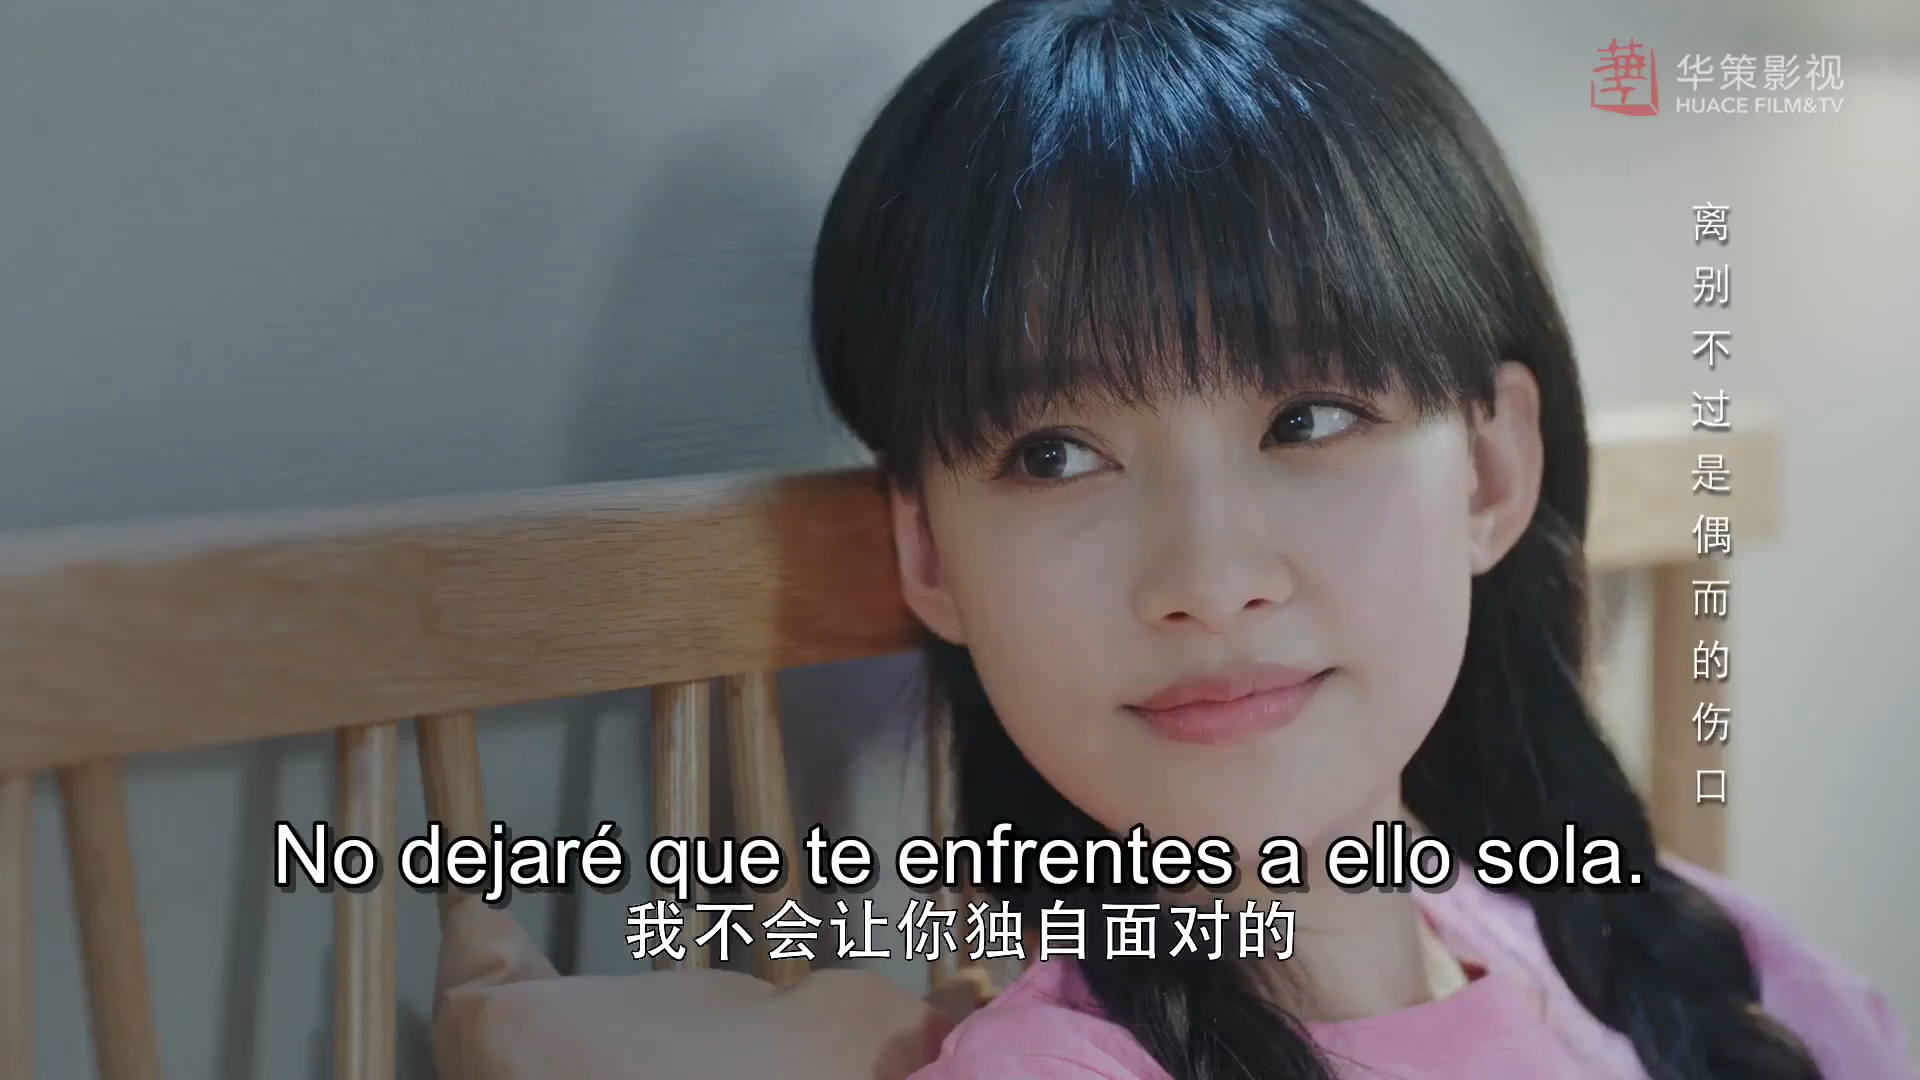 華 华策影视
HUACE FILM&TV
离别不过是偶而的伤口
No dejaré que te enfrentes a ello sola.
我不会让你独自面对的